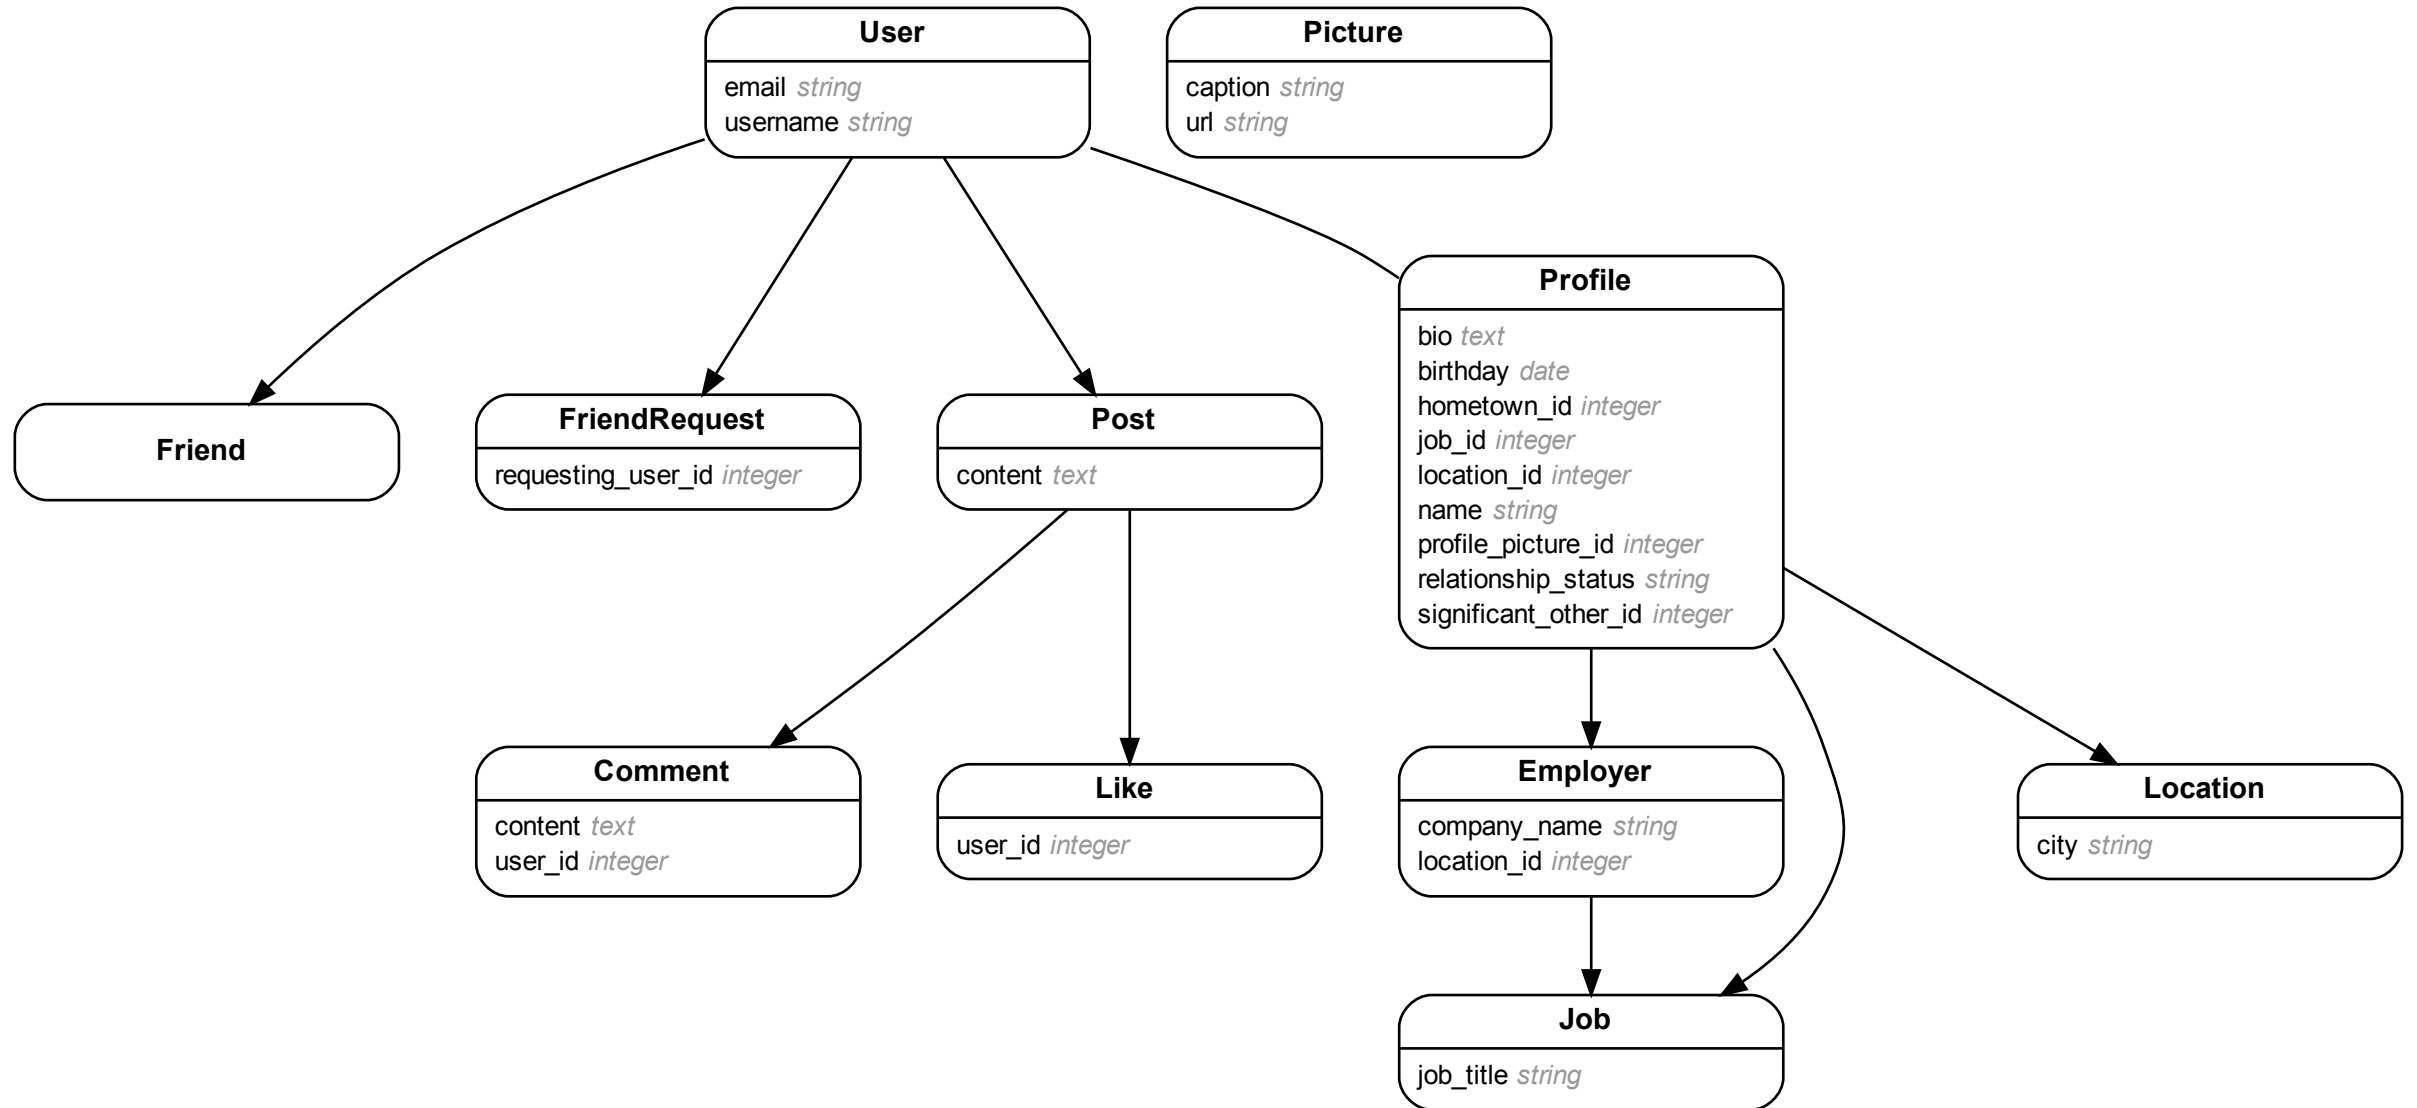 User
email string
username string
Picture
caption string
url string
Profile
bio text
birthday date
hometown_id integer
job_id integer
location_id integer
name string
profile_picture_id integer
relationship_status string
significant_other_id integer
Friend
FriendRequest
requesting_user_id integer
Post
content text
Comment
content text
user_id integer
Like
user_id integer
Employer
company_name string
location_id integer
Location
city string
Job
job_title string